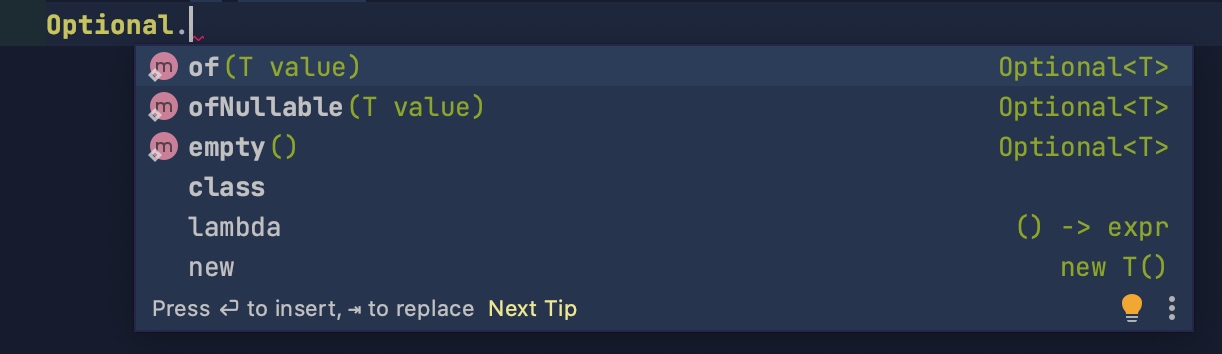 Optional.
m of(T value) Optional<T>
m ofNullable(T value) Optional<T>
m empty() Optional<T>
class
lambda () -> expr
new new T()
Press ↩ to insert, ⇥ to replace Next Tip